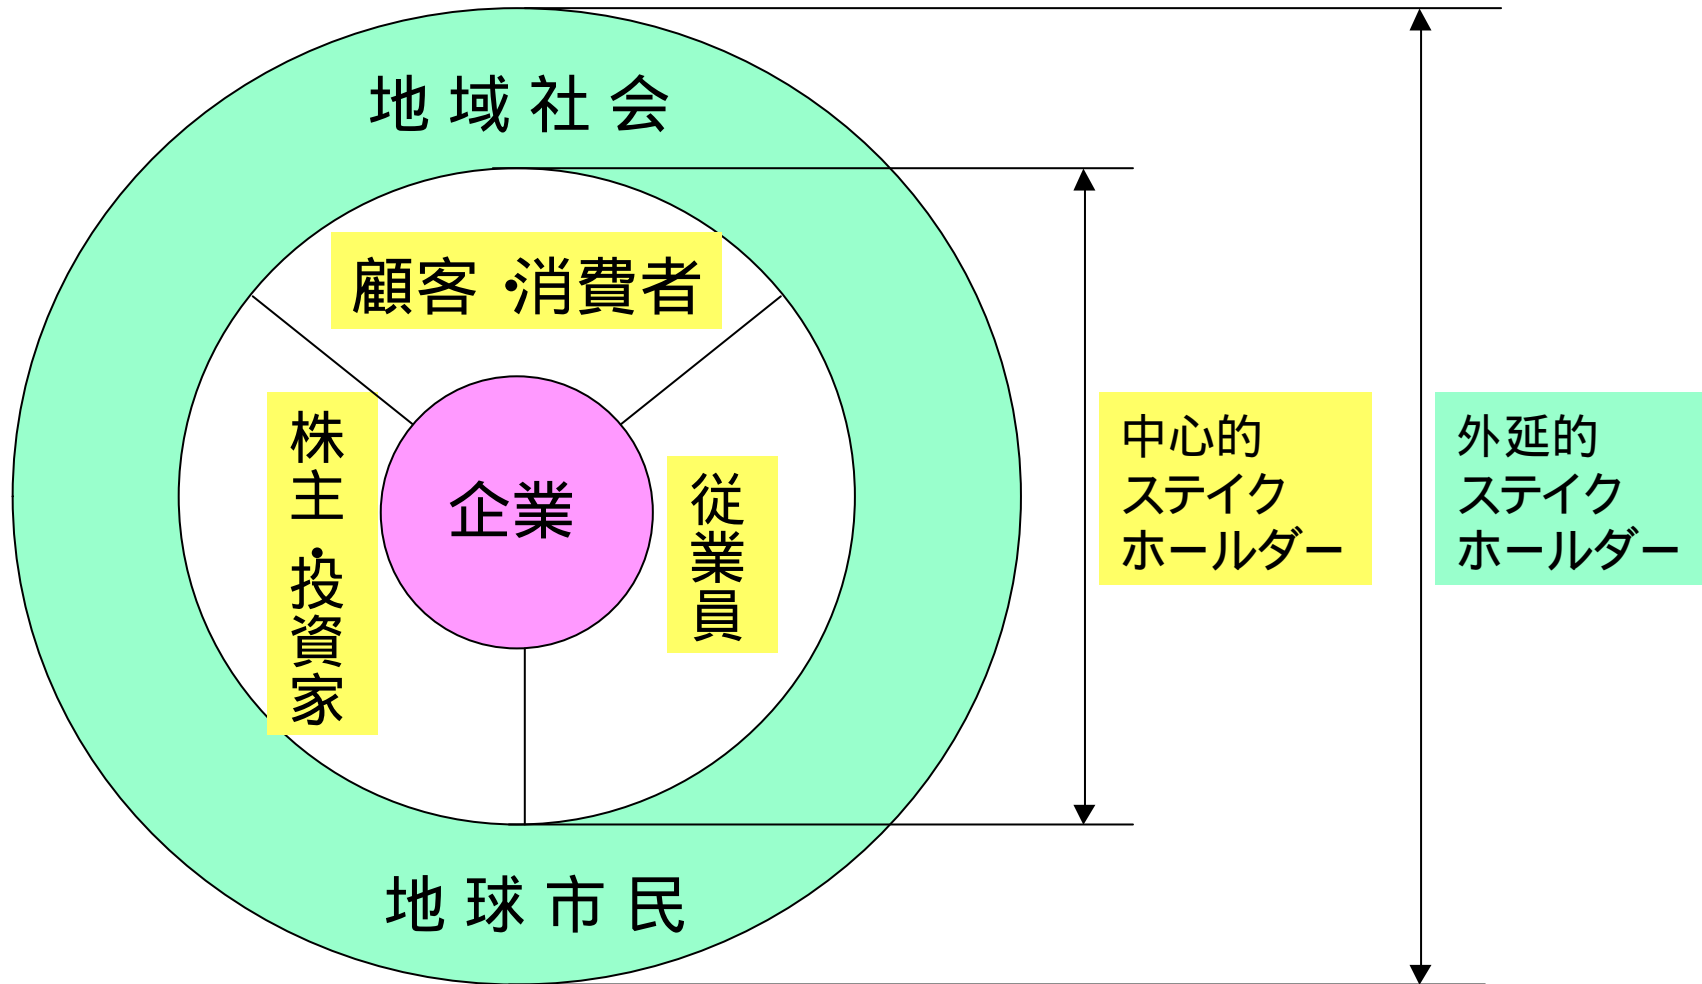 地域社会
顧客・消費者
株主・投資家
企業
従業員
地球市民
中心的
ステイク
ホールダー
外延的
ステイク
ホールダー